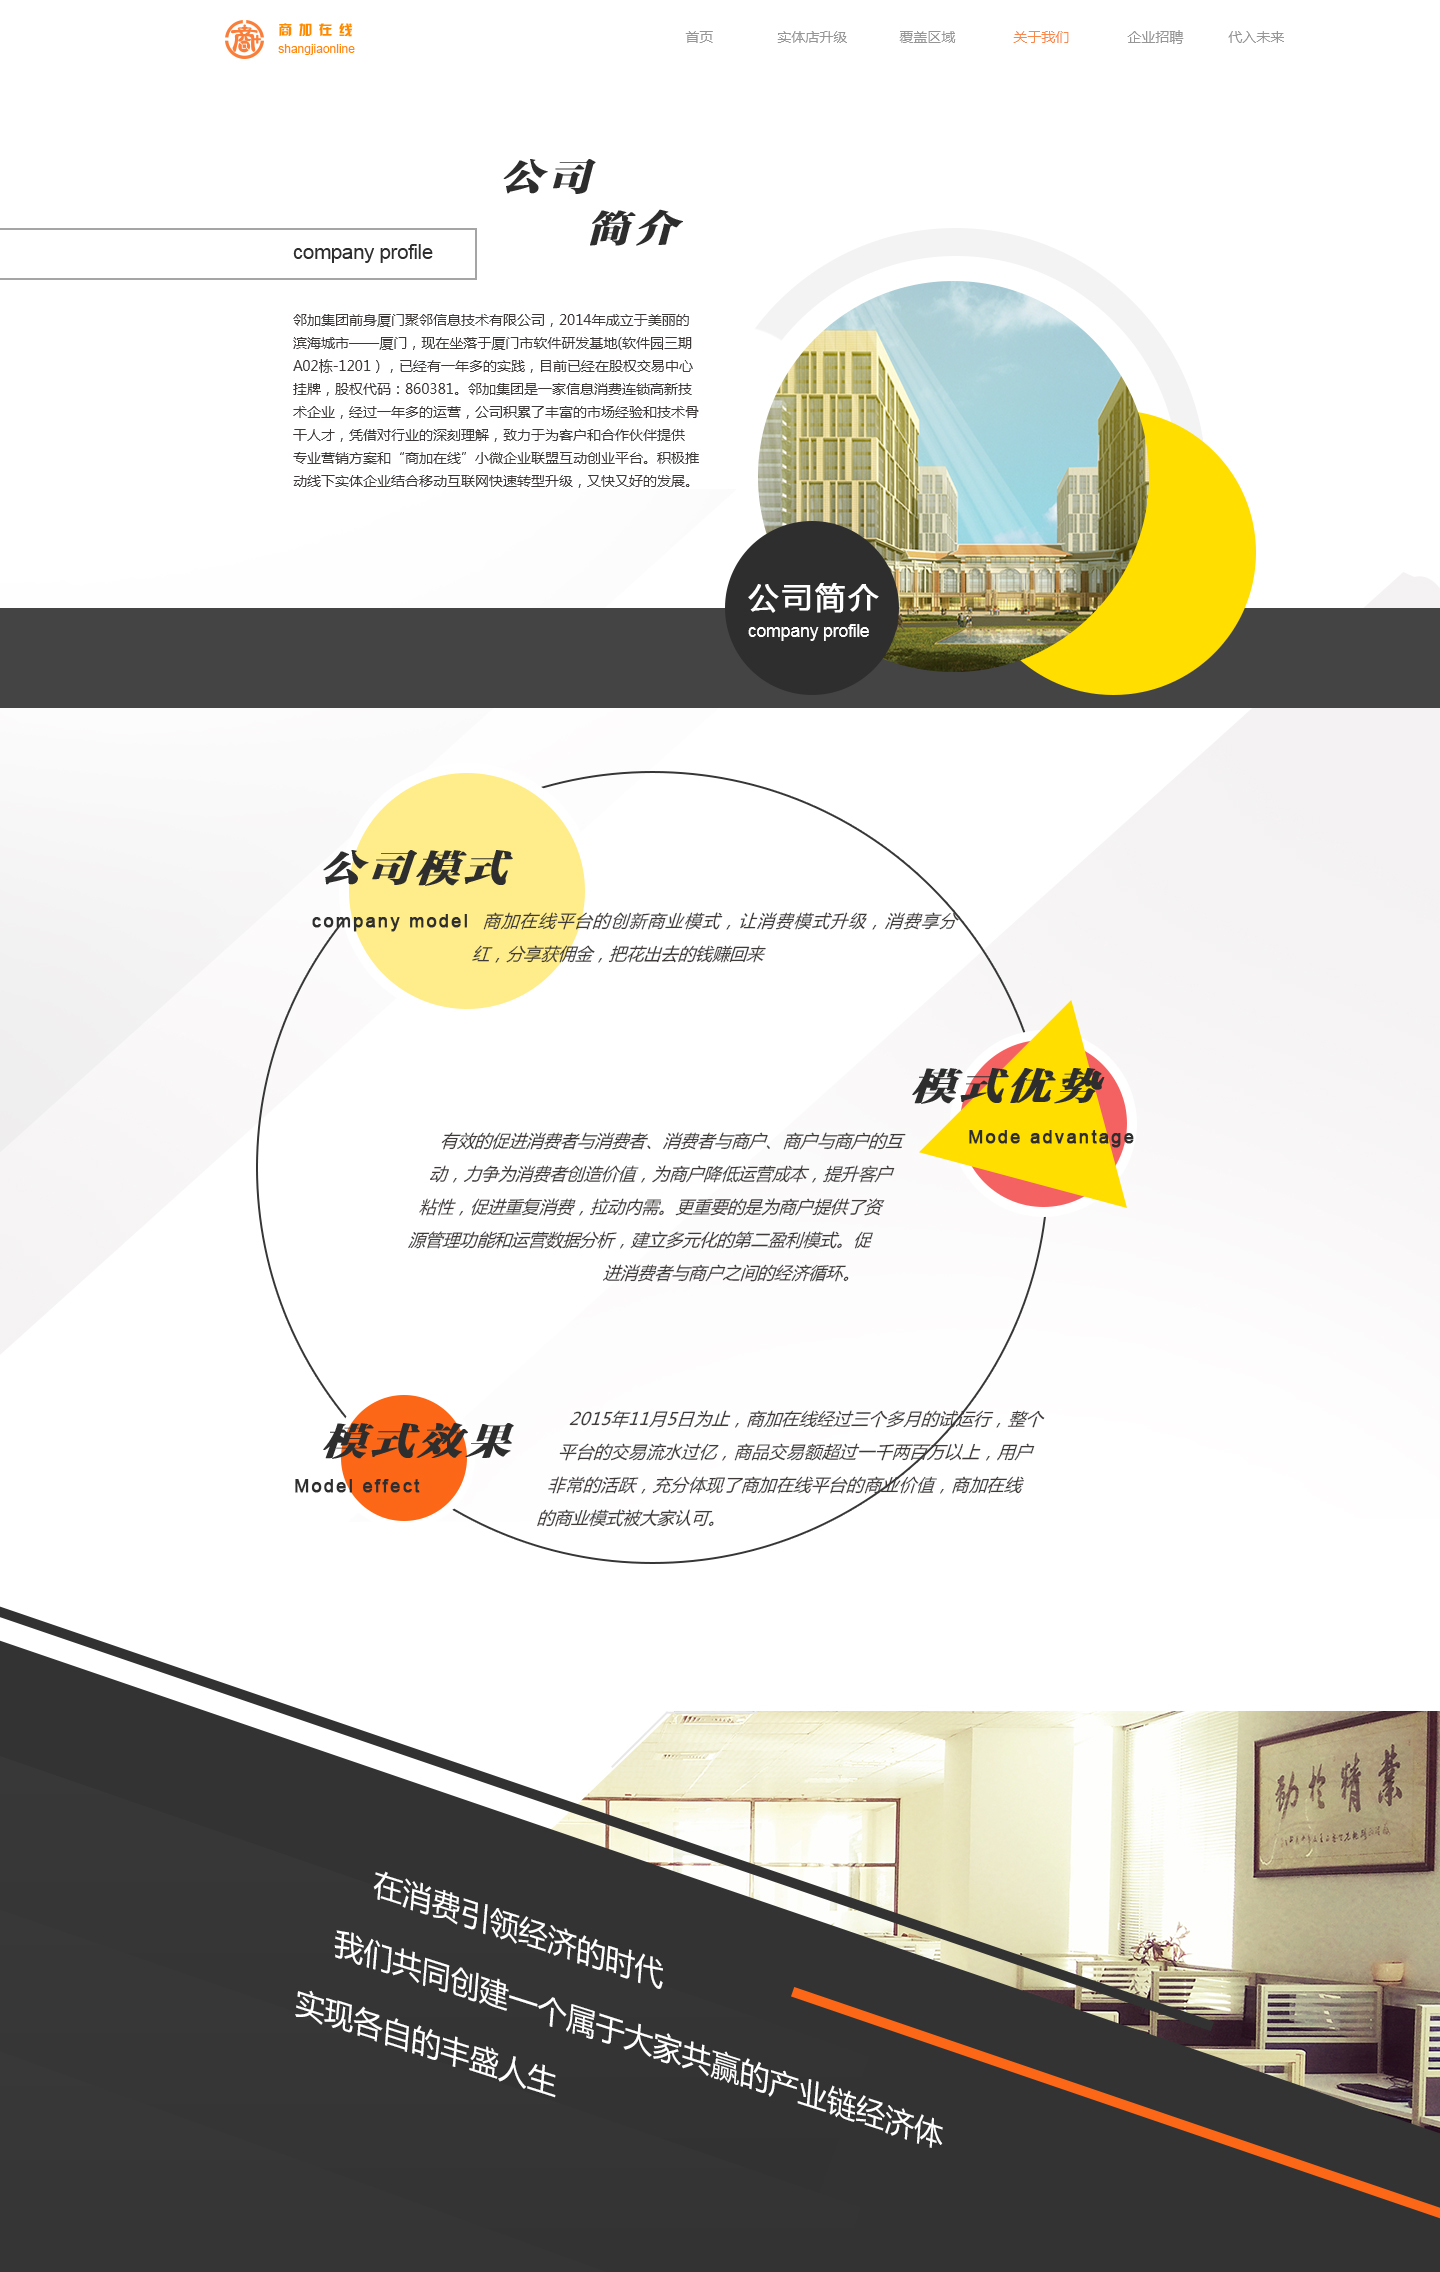 商加在线
shangjiaonline
首页 实体店升级 覆盖区域 关于我们 企业招聘 代入未来
公司
简介
company profile
邻加集团前身厦门聚邻信息技术有限公司，2014年成立于美丽的
滨海城市——厦门，现在坐落于厦门市软件研发基地(软件园三期
A02栋-1201），已经有一年多的实践，目前已经在股权交易中心
挂牌，股权代码：860381。邻加集团是一家信息消费连锁高新技
术企业，经过一年多的运营，公司积累了丰富的市场经验和技术骨
干人才，凭借对行业的深刻理解，致力于为客户和合作伙伴提供
专业营销方案和“商加在线”小微企业联盟互动创业平台。积极推
动线下实体企业结合移动互联网快速转型升级，又快又好的发展。
公司简介
company profile
公司模式
company model
商加在线平台的创新商业模式，让消费模式升级，消费享分
红，分享获佣金，把花出去的钱赚回来
模式优势
Mode advantage
有效的促进消费者与消费者、消费者与商户、商户与商户的互
动，力争为消费者创造价值，为商户降低运营成本，提升客户
粘性，促进重复消费，拉动内需。更重要的是为商户提供了资
源管理功能和运营数据分析，建立多元化的第二盈利模式。促
进消费者与商户之间的经济循环。
模式效果
Model effect
2015年11月5日为止，商加在线经过三个多月的试运行，整个
平台的交易流水过亿，商品交易额超过一千两百万以上，用户
非常的活跃，充分体现了商加在线平台的商业价值，商加在线
的商业模式被大家认可。
在消费引领经济的时代
我们共同创建一个属于大家共赢的产业链经济体
实现各自的丰盛人生